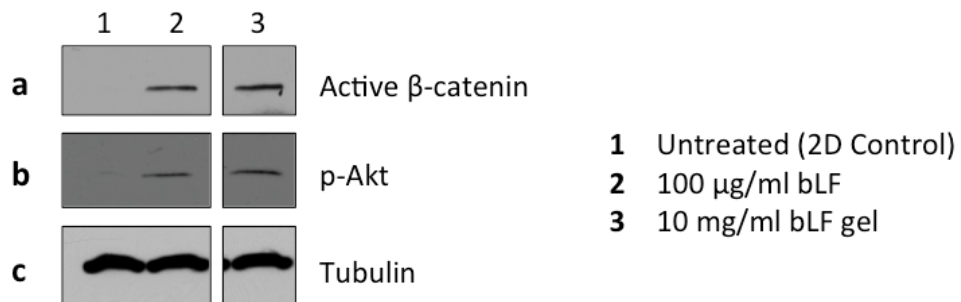 1 2 3
a Active β-catenin
b p-Akt
c Tubulin
1 Untreated (2D Control)
2 100 µg/ml bLF
3 10 mg/ml bLF gel